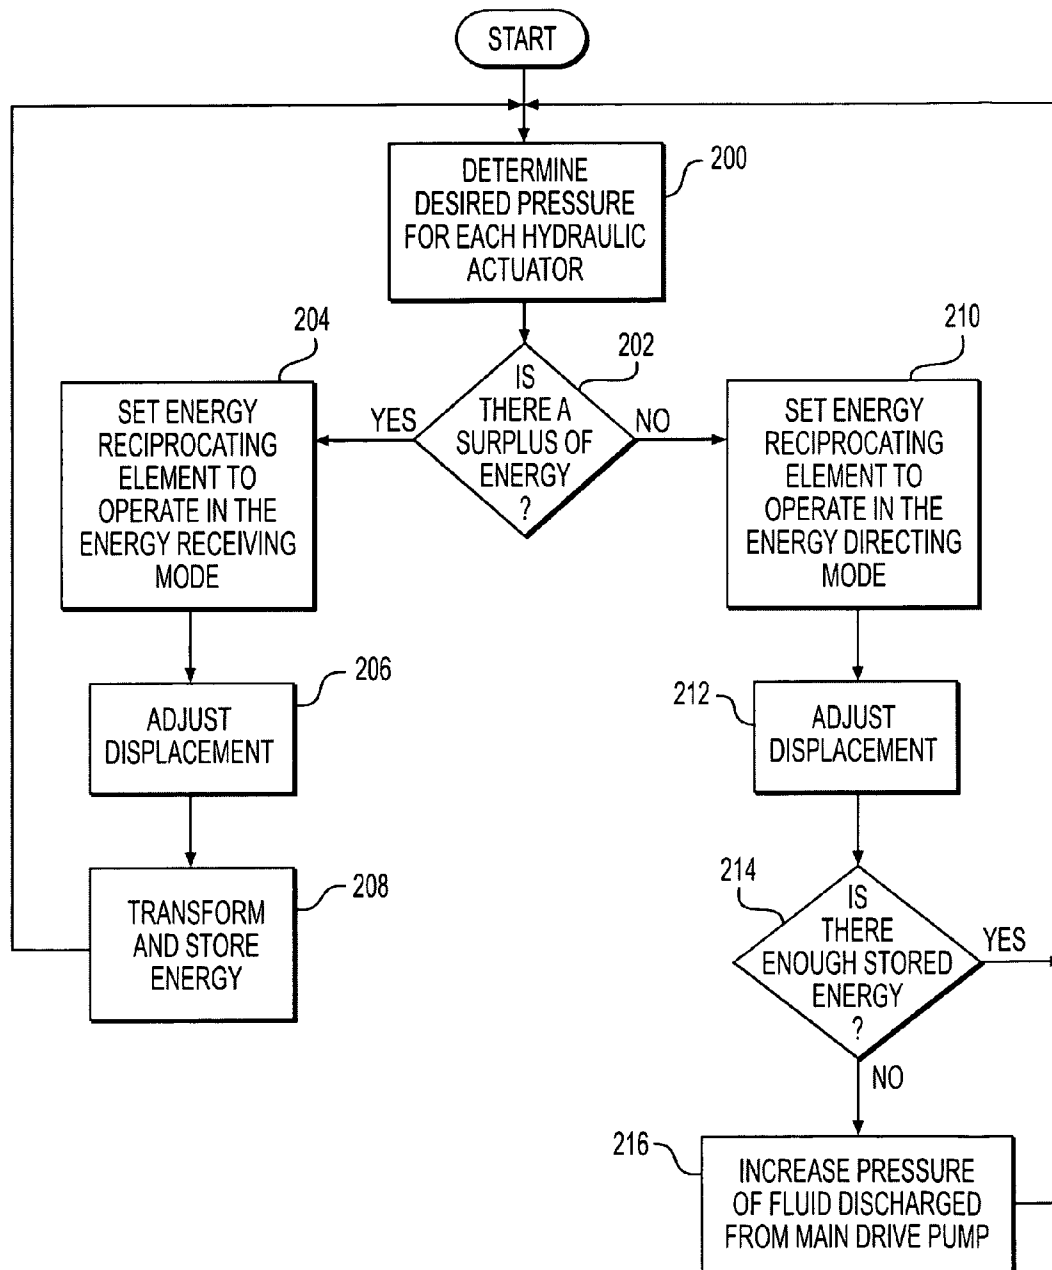 START
DETERMINE
DESIRED PRESSURE
FOR EACH HYDRAULIC
ACTUATOR
200
204
202
210
SET ENERGY
RECIPROCATING
ELEMENT TO
OPERATE IN THE
ENERGY RECEIVING
MODE
YES
IS
THERE A
SURPLUS OF
ENERGY
?
NO
SET ENERGY
RECIPROCATING
ELEMENT TO
OPERATE IN THE
ENERGY DIRECTING
MODE
206
ADJUST
DISPLACEMENT
212
ADJUST
DISPLACEMENT
208
TRANSFORM
AND STORE
ENERGY
214
IS
THERE
ENOUGH STORED
ENERGY
?
YES
NO
216
INCREASE PRESSURE
OF FLUID DISCHARGED
FROM MAIN DRIVE PUMP